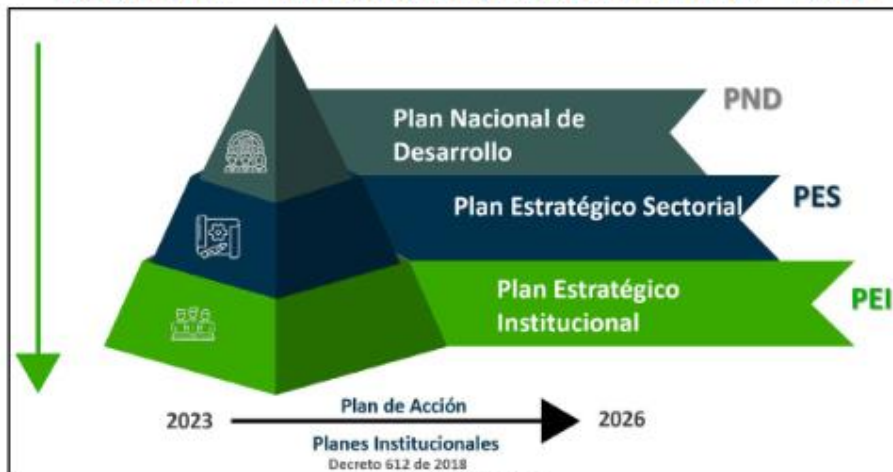 Plan Nacional de
Desarrollo
PND
Plan Estratégico Sectorial
PES
Plan Estratégico
Institucional
PEI
2023
Plan de Acción
2026
Planes Institucionales
Decreto 612 de 2018